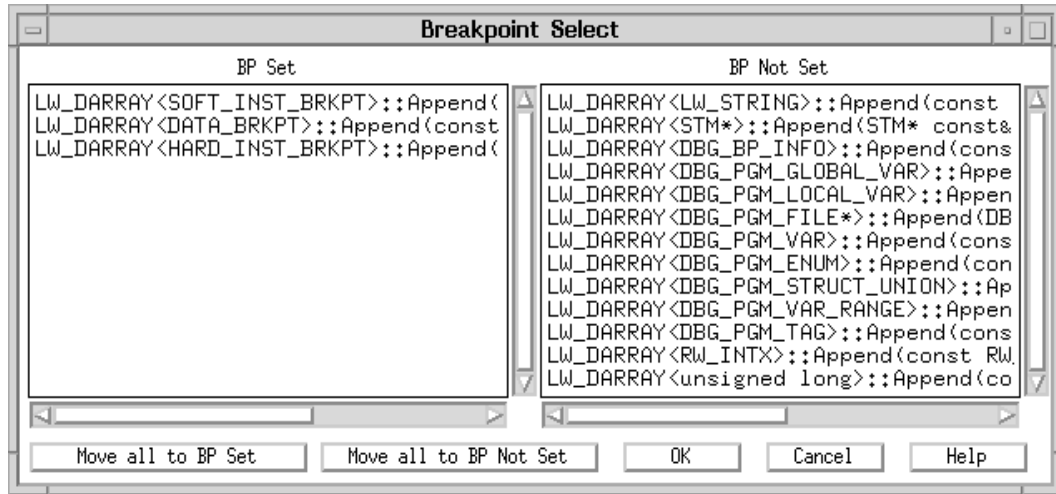 Breakpoint Select
BP Set
LW_DARRAY<SOFT_INST_BRKPT>::Append(
LW_DARRAY<DATA_BRKPT>::Append(const
LW_DARRAY<HARD_INST_BRKPT>::Append(
BP Not Set
LW_DARRAY<LW_STRING>::Append(const
LW_DARRAY<STM*>::Append(STM* const&
LW_DARRAY<DBG_BP_INFO>::Append(cons
LW_DARRAY<DBG_PGM_GLOBAL_VAR>::Appe
LW_DARRAY<DBG_PGM_LOCAL_VAR>::Appen
LW_DARRAY<DBG_PGM_FILE*>::Append(DB
LW_DARRAY<DBG_PGM_VAR>::Append(cons
LW_DARRAY<DBG_PGM_ENUM>::Append(con
LW_DARRAY<DBG_PGM_STRUCT_UNION>::Ap
LW_DARRAY<DBG_PGM_VAR_RANGE>::Appen
LW_DARRAY<DBG_PGM_TAG>::Append(cons
LW_DARRAY<RW_INTX>::Append(const RW_
LW_DARRAY<unsigned long>::Append(co
Move all to BP Set
Move all to BP Not Set
OK
Cancel
Help